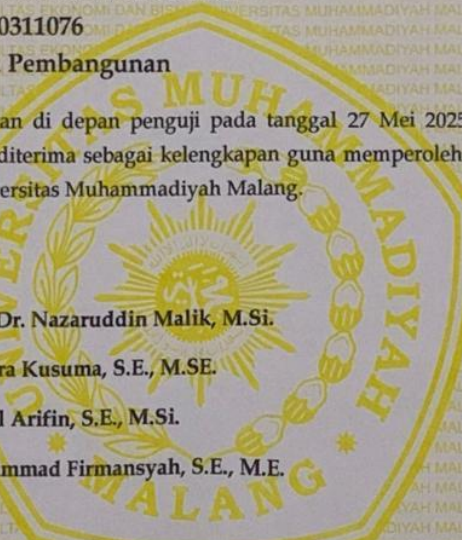 0311076
Pembangunan
an di depan penguji pada tanggal 27 Mei 2025
diterima sebagai kelengkapan guna memperoleh
ersitas Muhammadiyah Malang.
Dr. Nazaruddin Malik, M.Si.
ra Kusuma, S.E., M.SE.
l Arifin, S.E., M.Si.
mmad Firmansyah, S.E., M.E.
UNIVERSITAS MUHAMMADIYAH
MALANG